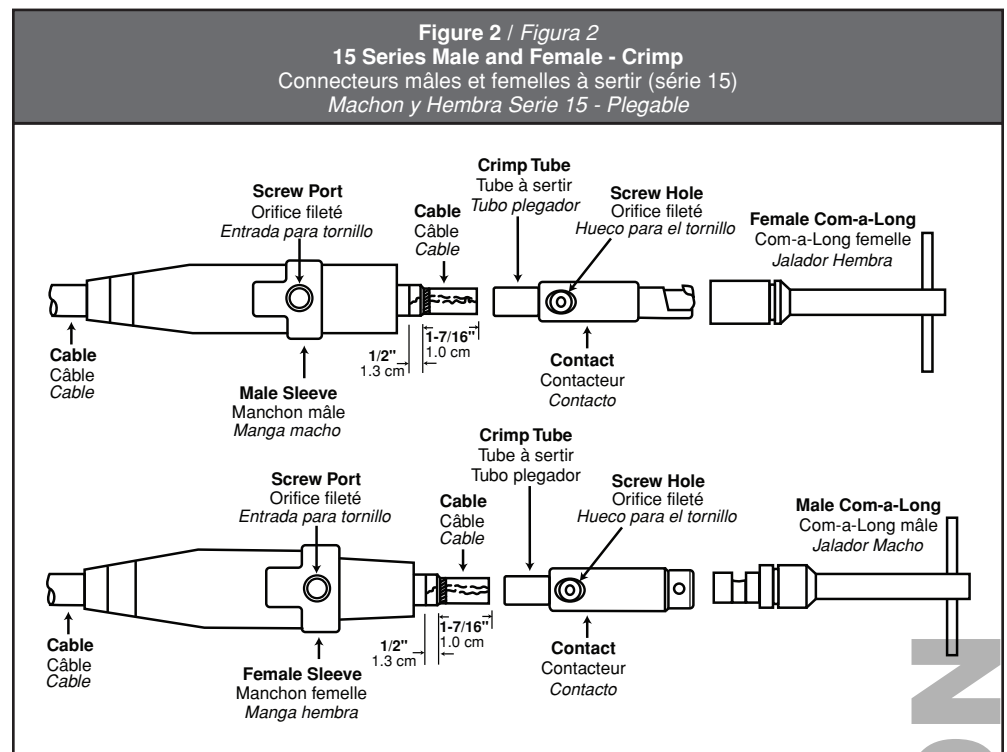 Figure 2 / Figura 2
15 Series Male and Female - Crimp
Connecteurs mâles et femelles à sertir (série 15)
Machon y Hembra Serie 15 - Plegable
Crimp Tube
Tube à sertir
Tubo plegador
Screw Port
Orifice fileté
Entrada para tornillo
Cable
Câble
Cable
Screw Hole
Orifice fileté
Hueco para el tornillo
Female Com-a-Long
Com-a-Long femelle
Jalador Hembra
1-7/16"
1.0 cm
1/2"
1.3 cm
Cable
Câble
Cable
Male Sleeve
Manchon mâle
Manga macho
Contact
Contacteur
Contacto
Crimp Tube
Tube à sertir
Tubo plegador
Screw Port
Orifice fileté
Entrada para tornillo
Cable
Câble
Cable
Screw Hole
Orifice fileté
Hueco para el tornillo
Male Com-a-Long
Com-a-Long mâle
Jalador Macho
1-7/16"
1.0 cm
1/2"
1.3 cm
Cable
Câble
Cable
Female Sleeve
Manchon femelle
Manga hembra
Contact
Contacteur
Contacto
N